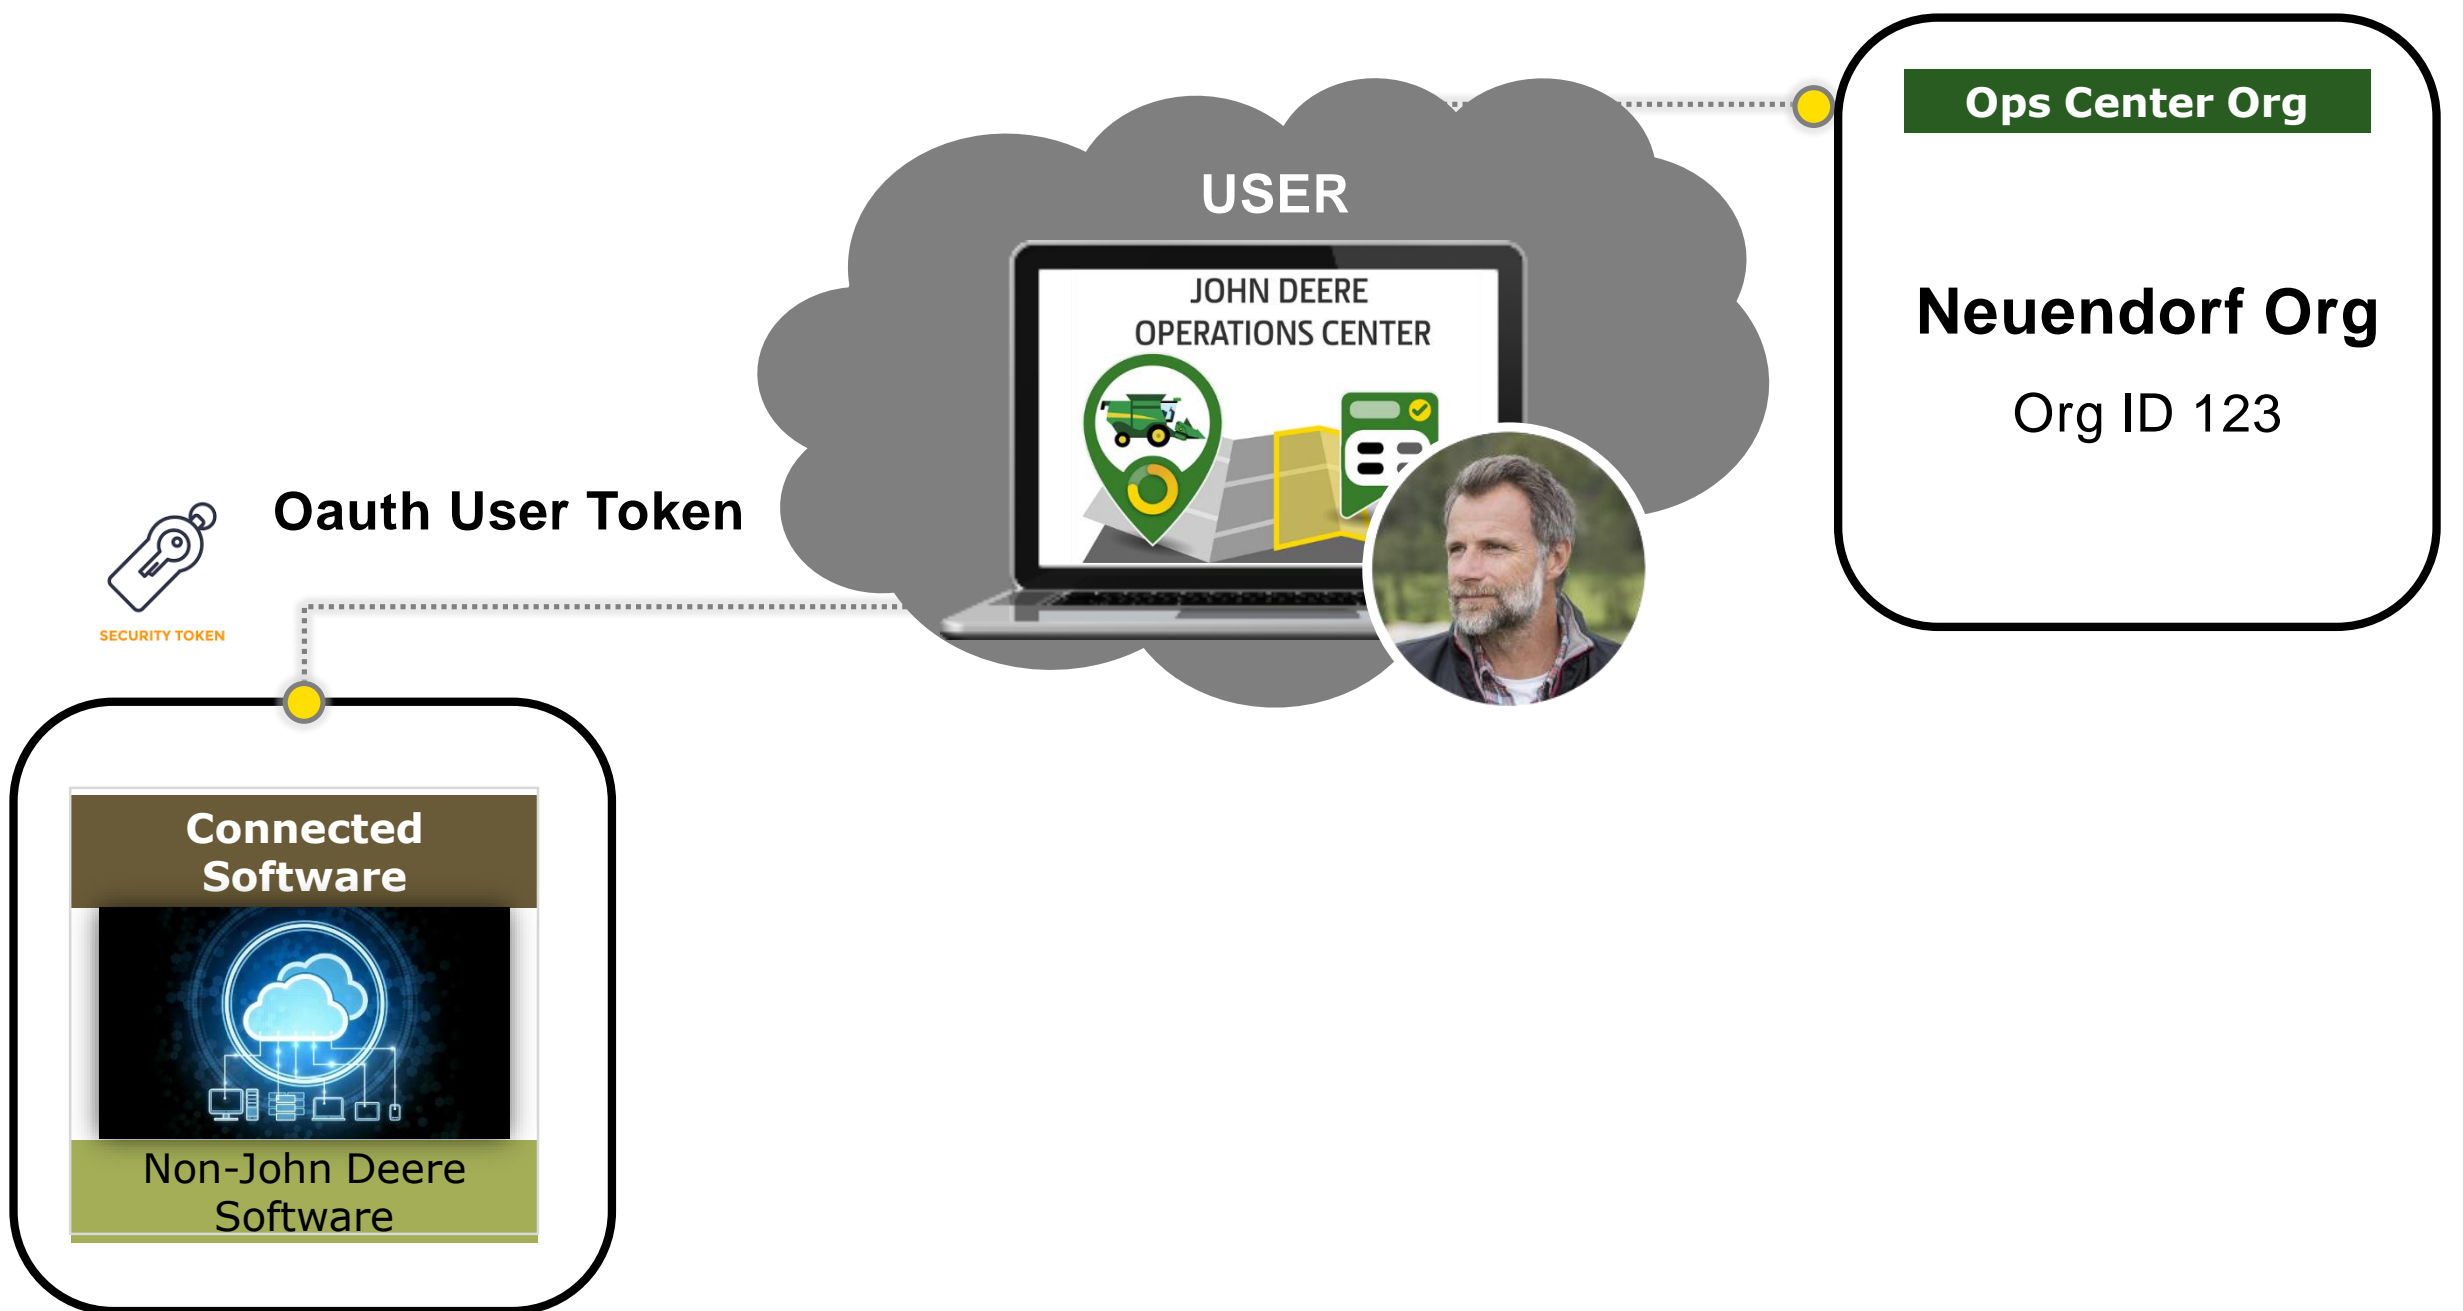 Ops Center Org
USER
JOHN DEERE
OPERATIONS CENTER
Neuendorf Org
Org ID 123
Oauth User Token
SECURITY TOKEN
Connected
Software
Non-John Deere
Software